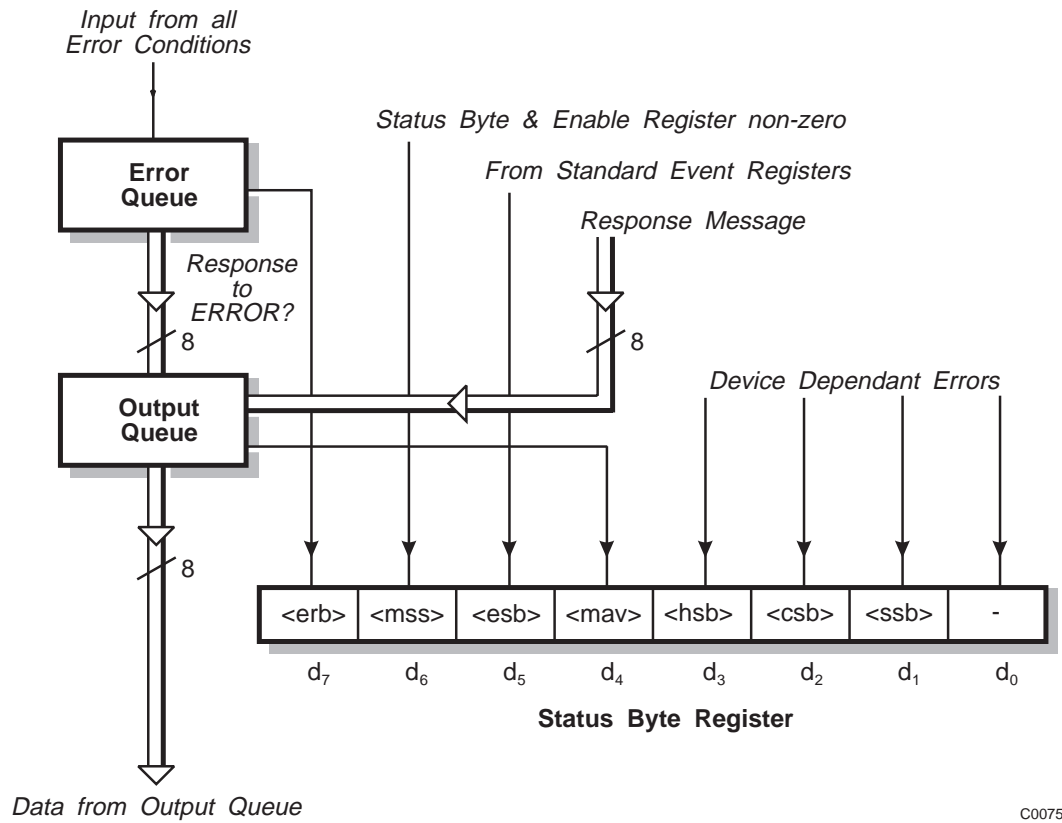 Input from all
Error Conditions
Status Byte & Enable Register non-zero
From Standard Event Registers
Response Message
Error
Queue
Response
to
ERROR?
8
8
Device Dependant Errors
Output
Queue
8
<erb> <mss> <esb> <mav> <hsb> <csb> <ssb> -
d₇ d₆ d₅ d₄ d₃ d₂ d₁ d₀
Status Byte Register
Data from Output Queue
C0075